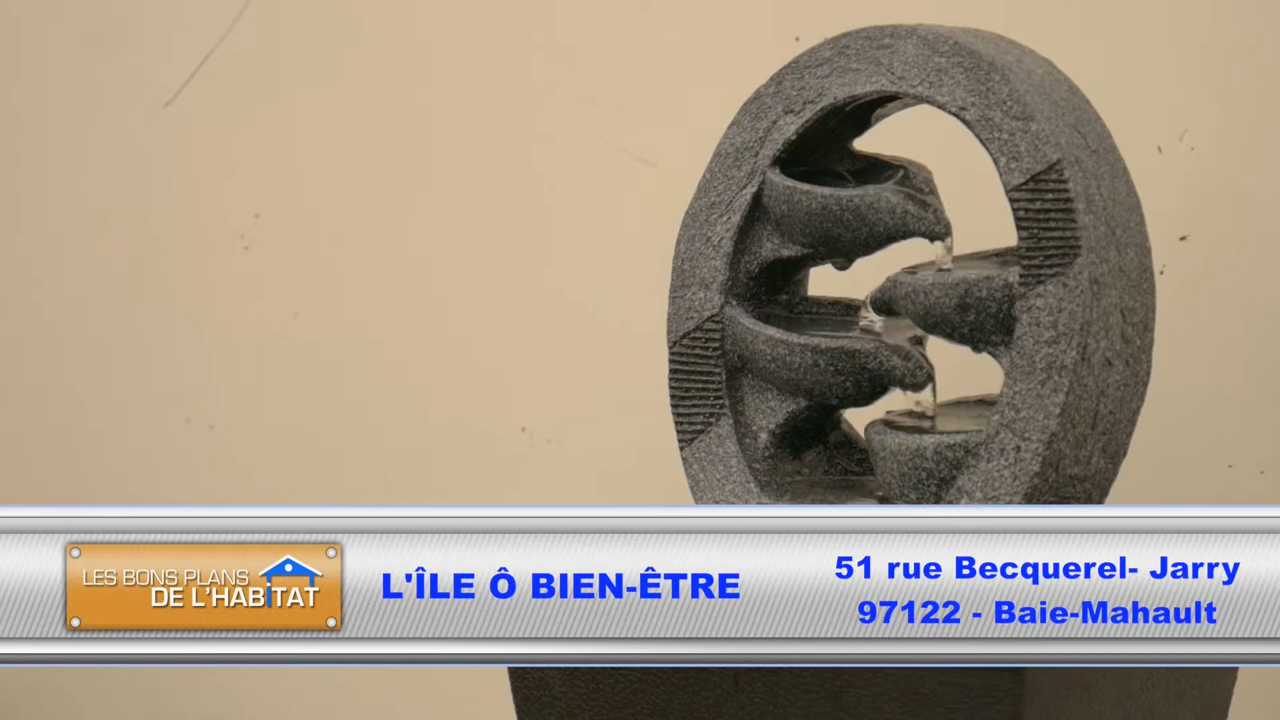 LES BONS PLANS
DE L'HABiTAT
L'ÎLE Ô BIEN-ÊTRE
51 rue Becquerel- Jarry
97122 - Baie-Mahault